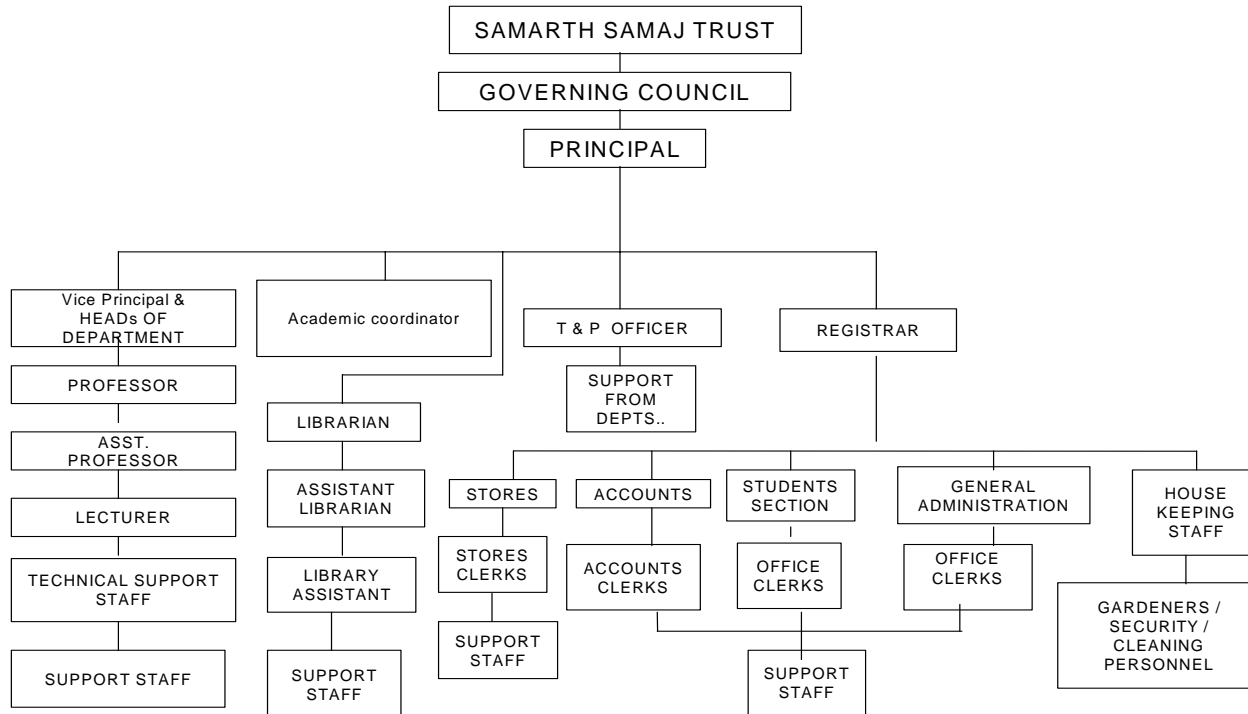 SAMARTH SAMAJ TRUST
GOVERNING COUNCIL
PRINCIPAL
Vice Principal &
HEADs OF
DEPARTMENT
Academic coordinator
T & P OFFICER
REGISTRAR
PROFESSOR
SUPPORT
FROM
DEPTS..
LIBRARIAN
ASST.
PROFESSOR
ASSISTANT
LIBRARIAN
STORES
ACCOUNTS
STUDENTS
SECTION
GENERAL
ADMINISTRATION
HOUSE
KEEPING
STAFF
LECTURER
STORES
CLERKS
ACCOUNTS
CLERKS
OFFICE
CLERKS
OFFICE
CLERKS
TECHNICAL SUPPORT
STAFF
LIBRARY
ASSISTANT
GARDENERS /
SECURITY /
CLEANING
PERSONNEL
SUPPORT STAFF
SUPPORT
STAFF
SUPPORT
STAFF
SUPPORT
STAFF